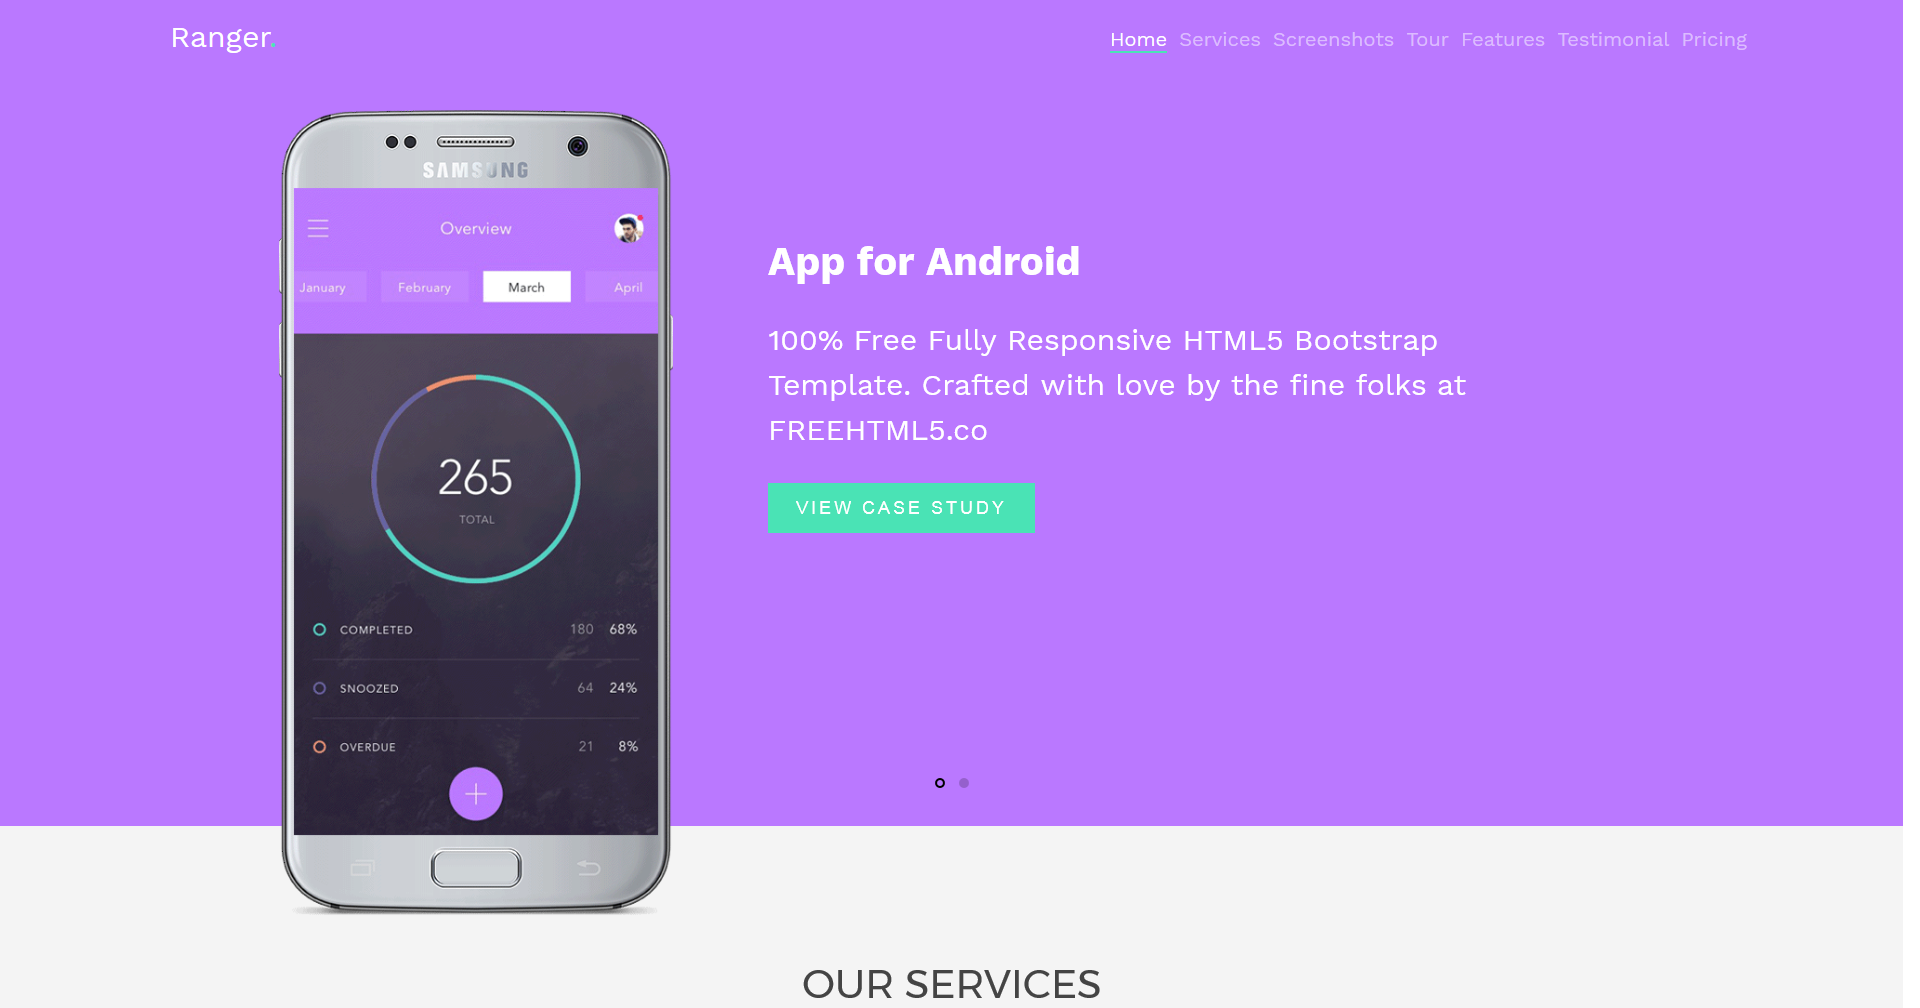 Ranger.
Home Services Screenshots Tour Features Testimonial Pricing
SAMSUNG
Overview
January February March April
265
TOTAL
COMPLETED 180 68%
SNOOZED 64 24%
OVERDUE 21 8%
App for Android
100% Free Fully Responsive HTML5 Bootstrap
Template. Crafted with love by the fine folks at
FREEHTML5.co
VIEW CASE STUDY
OUR SERVICES